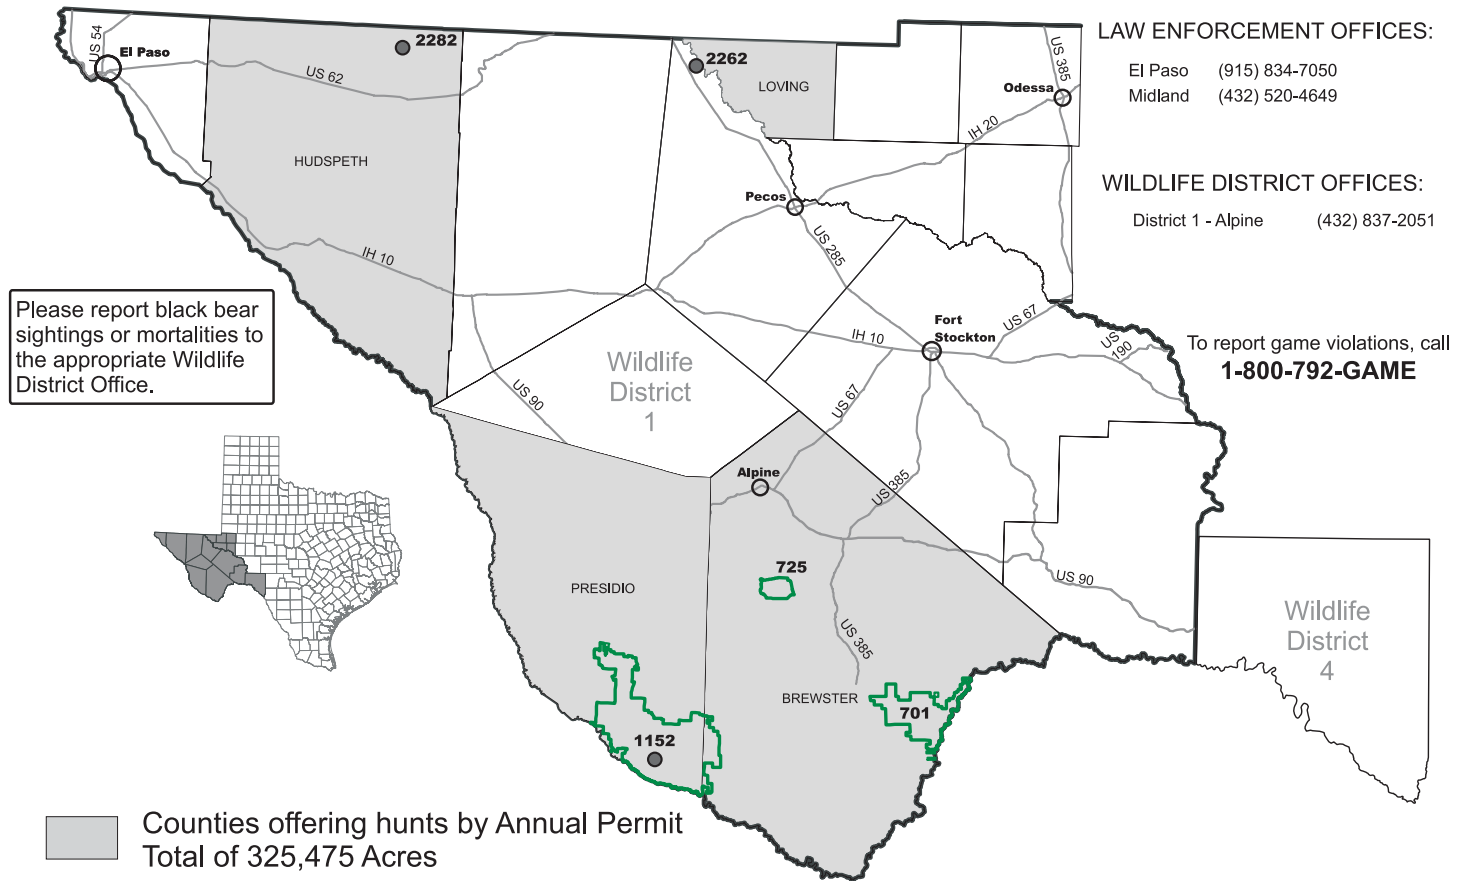 LAW ENFORCEMENT OFFICES:
El Paso (915) 834-7050
Midland (432) 520-4649
WILDLIFE DISTRICT OFFICES:
District 1 - Alpine (432) 837-2051
To report game violations, call
1-800-792-GAME
Please report black bear
sightings or mortalities to
the appropriate Wildlife
District Office.
US 54
El Paso
2282
US 62
HUDSPETH
IH 10
2262
LOVING
US 385
Odessa
IH 20
Pecos
US 285
IH 10
Fort
Stockton
US 67
US
190
Wildlife
District
1
US 90
US 67
Alpine
US 385
725
PRESIDIO
US 90
US 385
BREWSTER
701
1152
Wildlife
District
4
Counties offering hunts by Annual Permit
Total of 325,475 Acres